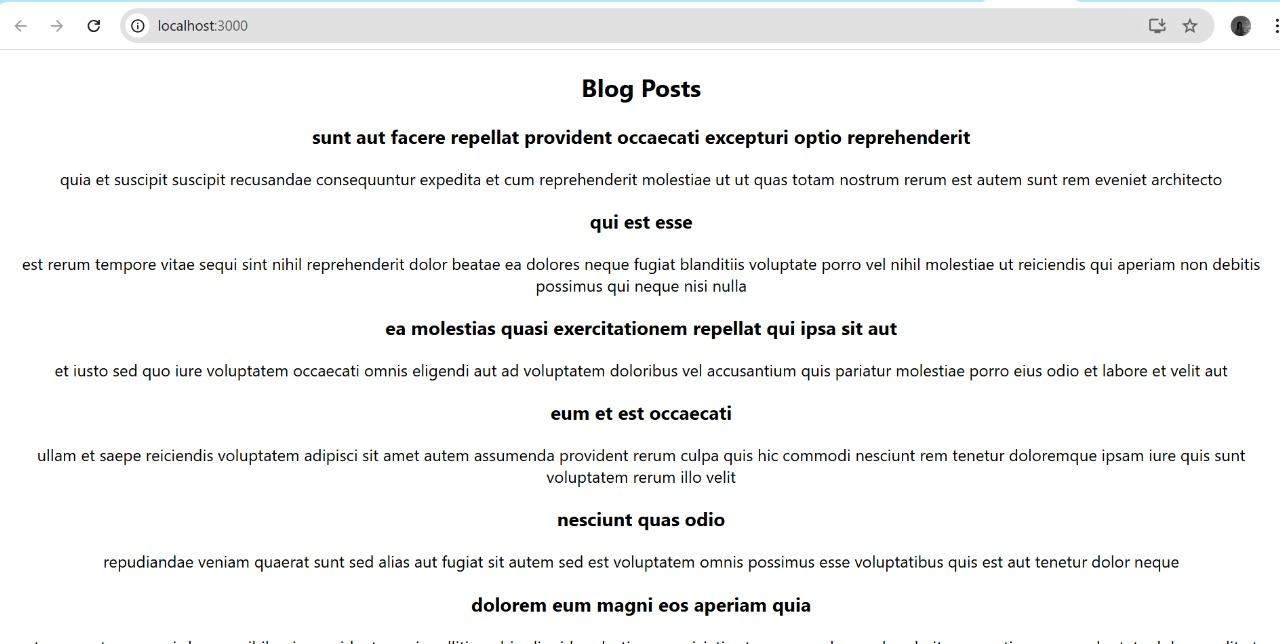 localhost:3000
Blog Posts
sunt aut facere repellat provident occaecati excepturi optio reprehenderit
quia et suscipit suscipit recusandae consequuntur expedita et cum reprehenderit molestiae ut ut quas totam nostrum rerum est autem sunt rem eveniet architecto
qui est esse
est rerum tempore vitae sequi sint nihil reprehenderit dolor beatae ea dolores neque fugiat blanditiis voluptate porro vel nihil molestiae ut reiciendis qui aperiam non debitis
possimus qui neque nisi nulla
ea molestias quasi exercitationem repellat qui ipsa sit aut
et iusto sed quo iure voluptatem occaecati omnis eligendi aut ad voluptatem doloribus vel accusantium quis pariatur molestiae porro eius odio et labore et velit aut
eum et est occaecati
ullam et saepe reiciendis voluptatem adipisci sit amet autem assumenda provident rerum culpa quis hic commodi nesciunt rem tenetur doloremque ipsam iure quis sunt
voluptatem rerum illo velit
nesciunt quas odio
repudiandae veniam quaerat sunt sed alias aut fugiat sit autem sed est voluptatem omnis possimus esse voluptatibus quis est aut tenetur dolor neque
dolorem eum magni eos aperiam quia